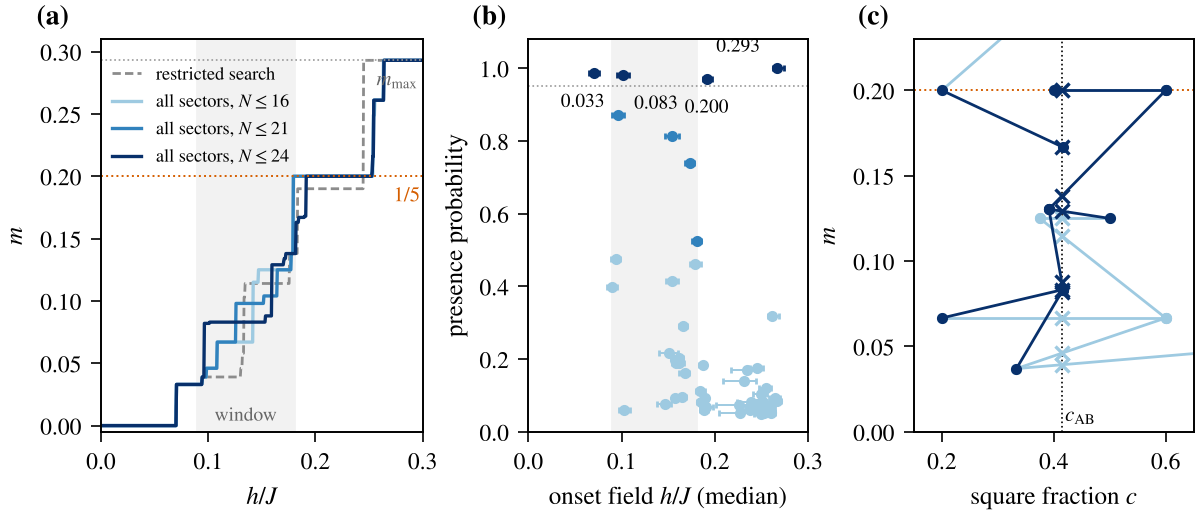 (a)
0.30
0.25
0.20
0.15
0.10
0.05
0.00
m
restricted search
all sectors, N ≤ 16
all sectors, N ≤ 21
all sectors, N ≤ 24
m_max
1/5
window
0.0
0.1
0.2
0.3
h/J
(b)
1.0
0.8
0.6
0.4
0.2
0.0
presence probability
0.033
0.083
0.200
0.293
0.0
0.1
0.2
0.3
onset field h/J (median)
(c)
0.20
0.15
0.10
0.05
0.00
m
c_AB
0.2
0.4
0.6
square fraction c